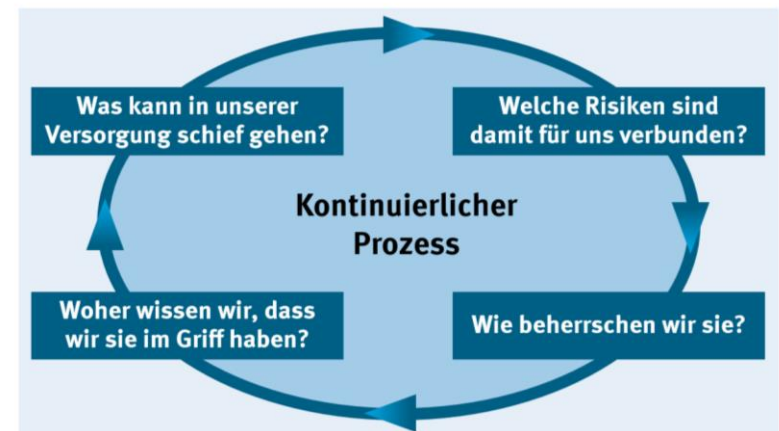 Was kann in unserer
Versorgung schief gehen?
Welche Risiken sind
damit für uns verbunden?
Kontinuierlicher
Prozess
Woher wissen wir, dass
wir sie im Griff haben?
Wie beherrschen wir sie?